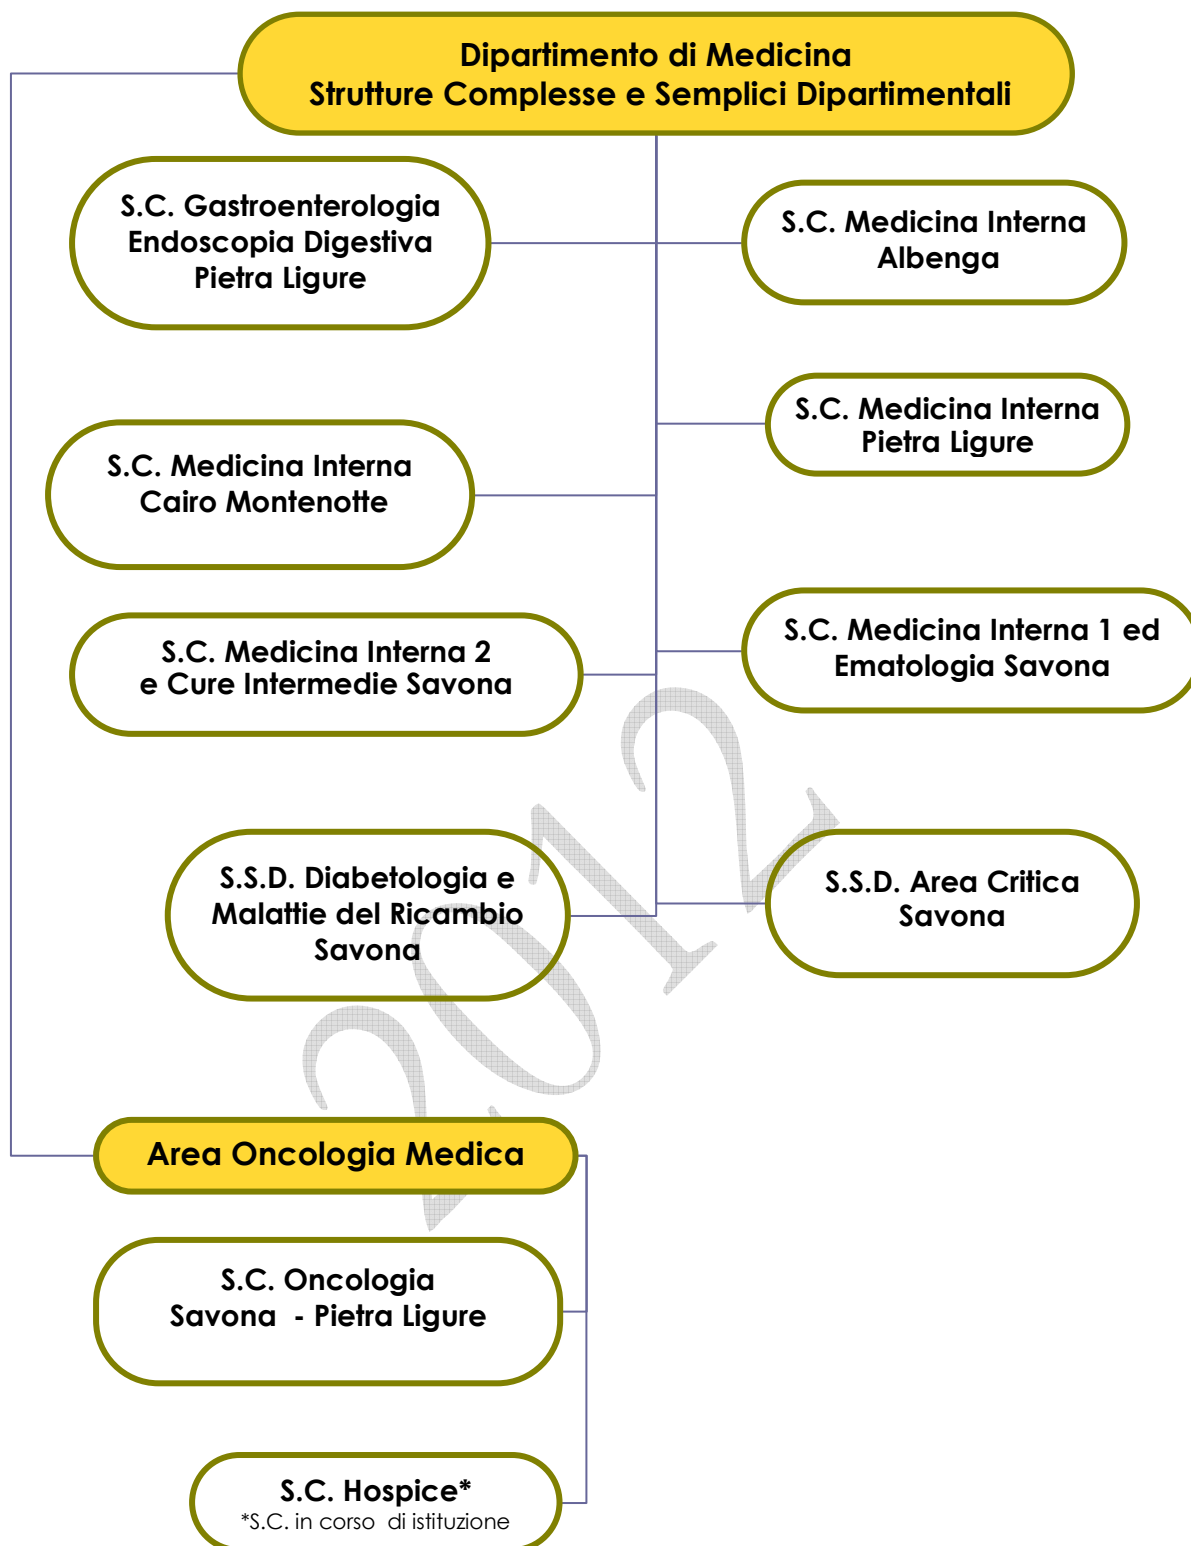 Dipartimento di Medicina
Strutture Complesse e Semplici Dipartimentali
S.C. Gastroenterologia
Endoscopia Digestiva
Pietra Ligure
S.C. Medicina Interna
Albenga
S.C. Medicina Interna
Pietra Ligure
S.C. Medicina Interna
Cairo Montenotte
S.C. Medicina Interna 1 ed
Ematologia Savona
S.C. Medicina Interna 2
e Cure Intermedie Savona
S.S.D. Diabetologia e
Malattie del Ricambio
Savona
S.S.D. Area Critica
Savona
2012
Area Oncologia Medica
S.C. Oncologia
Savona  - Pietra Ligure
S.C. Hospice*
*S.C. in corso  di istituzione